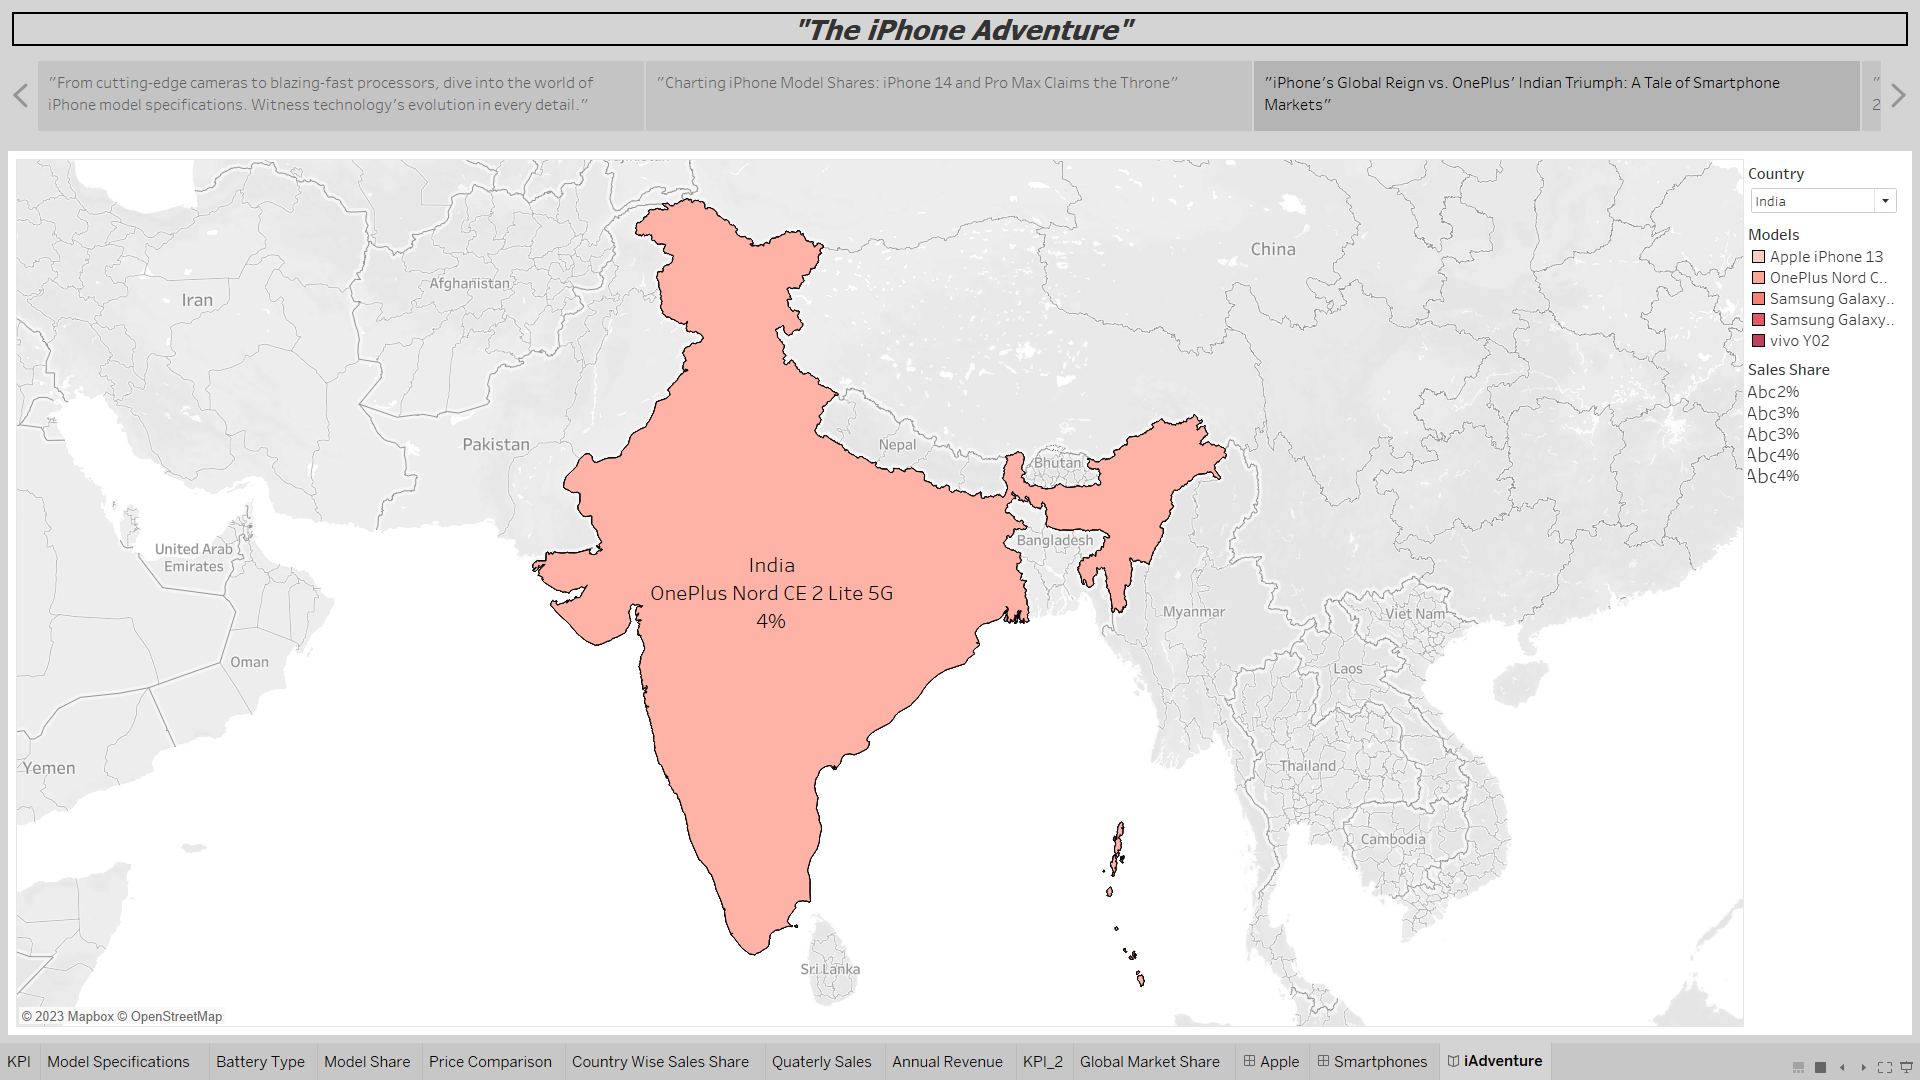 "The iPhone Adventure"
"From cutting-edge cameras to blazing-fast processors, dive into the world of
iPhone model specifications. Witness technology's evolution in every detail."
"Charting iPhone Model Shares: iPhone 14 and Pro Max Claims the Throne"
"iPhone's Global Reign vs. OnePlus' Indian Triumph: A Tale of Smartphone
Markets"
"
2
Country
India
Models
Apple iPhone 13
OnePlus Nord C..
Samsung Galaxy..
Samsung Galaxy..
vivo Y02
Sales Share
Abc2%
Abc3%
Abc3%
Abc4%
Abc4%
China
Afghanistan
Iran
Pakistan
Nepal
Bhutan
Bangladesh
United Arab
Emirates
India
OnePlus Nord CE 2 Lite 5G
4%
Myanmar
Viet Nam
Oman
Laos
Yemen
Thailand
Cambodia
Sri Lanka
© 2023 Mapbox © OpenStreetMap
KPI
Model Specifications
Battery Type
Model Share
Price Comparison
Country Wise Sales Share
Quaterly Sales
Annual Revenue
KPI_2
Global Market Share
Apple
Smartphones
iAdventure